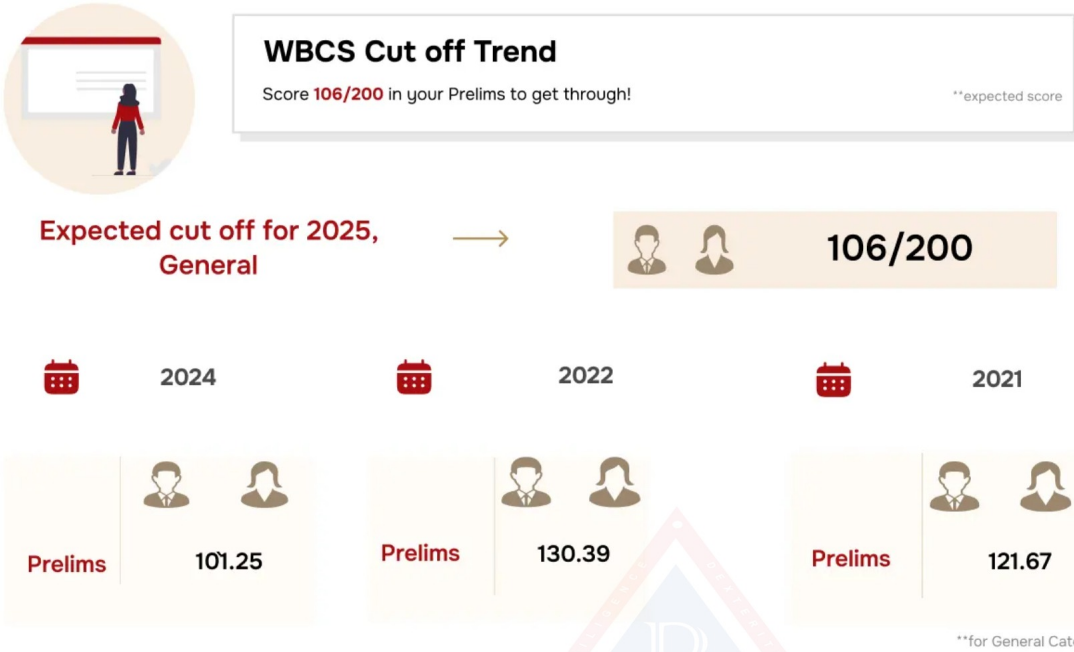 WBCS Cut off Trend
Score 106/200 in your Prelims to get through!
**expected score
Expected cut off for 2025,
General
106/200
2024
2022
2021
Prelims
101.25
Prelims
130.39
Prelims
121.67
**for General Cate